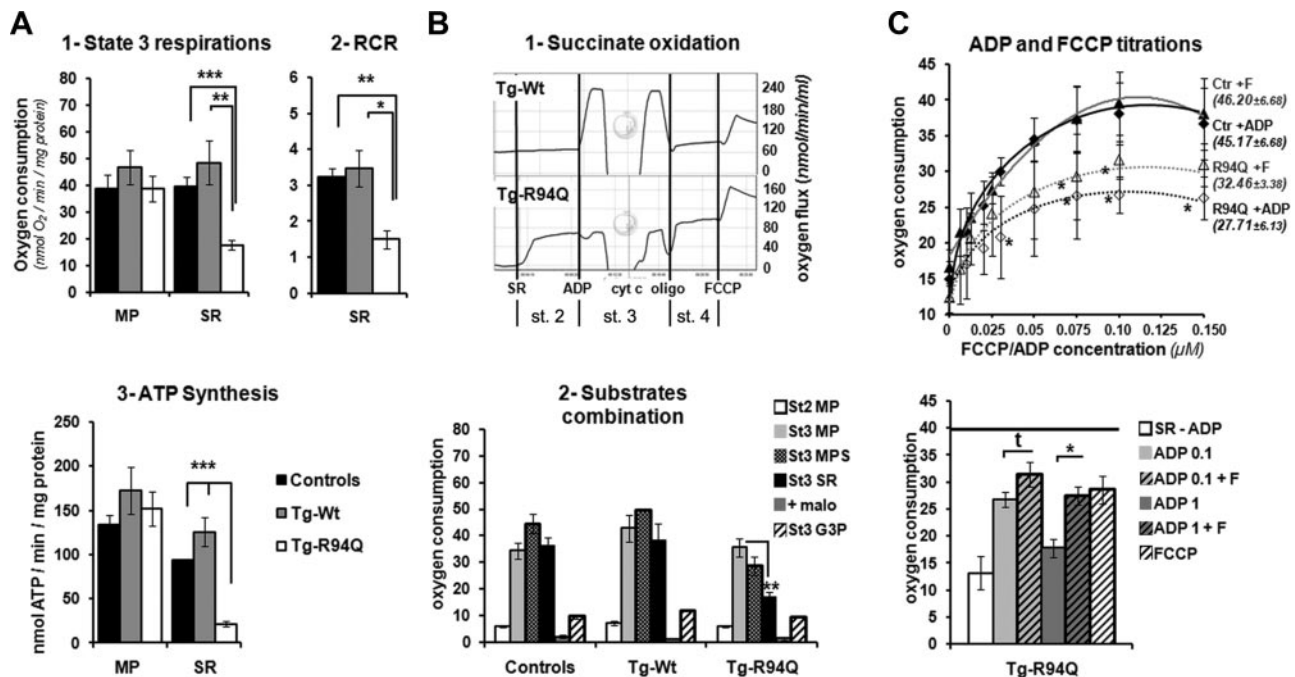 A
1- State 3 respirations
Oxygen consumption
(nmol O2 / min / mg protein)
80
70
60
50
40
30
20
10
0
***
**
MP
SR
2- RCR
6
5
4
3
2
1
0
**
*
SR
B
1- Succinate oxidation
Tg-Wt
240
180
120
60
0
Tg-R94Q
160
120
80
40
0
oxygen flux (nmol/min/ml)
SR ADP cyt c oligo FCCP
st. 2 st. 3 st. 4
C
ADP and FCCP titrations
oxygen consumption
45
40
35
30
25
20
15
10
Ctr +F
(46.20±6.68)
Ctr +ADP
(45.17±6.68)
R94Q +F
(32.46±3.38)
R94Q +ADP
(27.71±6.13)
* * *
* * * *
0 0.025 0.05 0.075 0.10 0.125 0.150
FCCP/ADP concentration (µM)
3- ATP Synthesis
nmol ATP / min / mg protein
250
200
150
100
50
0
***
MP
SR
Controls
Tg-Wt
Tg-R94Q
2- Substrates
combination
oxygen consumption
80
70
60
50
40
30
20
10
0
**
Controls
Tg-Wt
Tg-R94Q
St2 MP
St3 MP
St3 MPS
St3 SR
+ malo
St3 G3P
oxygen consumption
45
40
35
30
25
20
15
10
5
0
t
*
Tg-R94Q
SR - ADP
ADP 0.1
ADP 0.1 + F
ADP 1
ADP 1 + F
FCCP